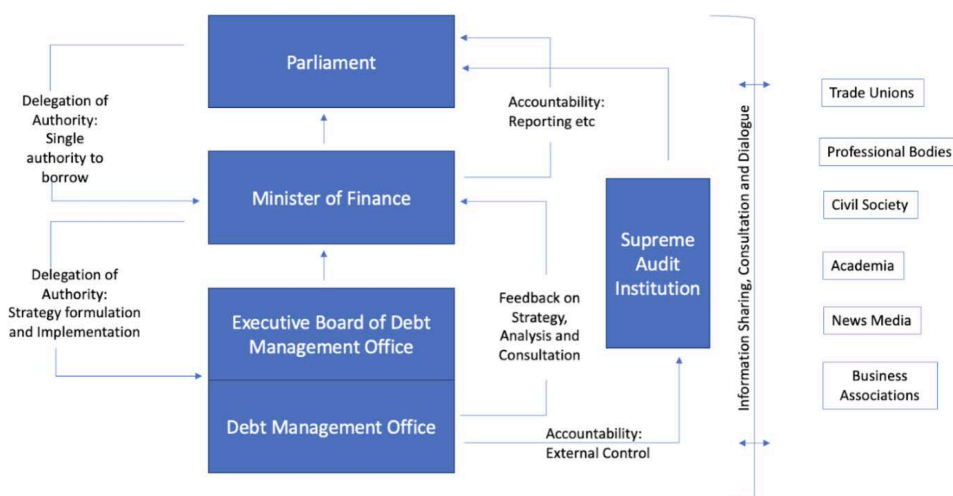 Parliament
Delegation of
Authority:
Single
authority to
borrow
Accountability:
Reporting etc
Minister of Finance
Delegation of
Authority:
Strategy formulation
and Implementation
Executive Board of Debt
Management Office
Debt Management Office
Feedback on
Strategy,
Analysis and
Consultation
Accountability:
External Control
Supreme
Audit
Institution
Information Sharing, Consultation and Dialogue
Trade Unions
Professional Bodies
Civil Society
Academia
News Media
Business
Associations